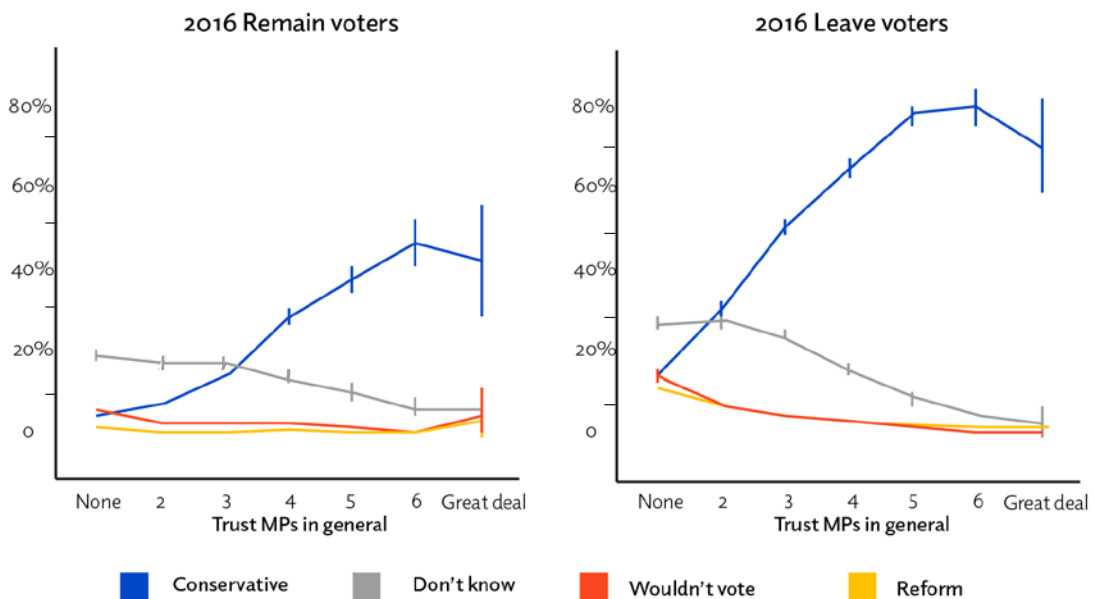 2016 Remain voters
80%
60%
40%
20%
0
None 2 3 4 5 6 Great deal
Trust MPs in general
2016 Leave voters
80%
60%
40%
20%
0
None 2 3 4 5 6 Great deal
Trust MPs in general
Conservative Don't know Wouldn't vote Reform